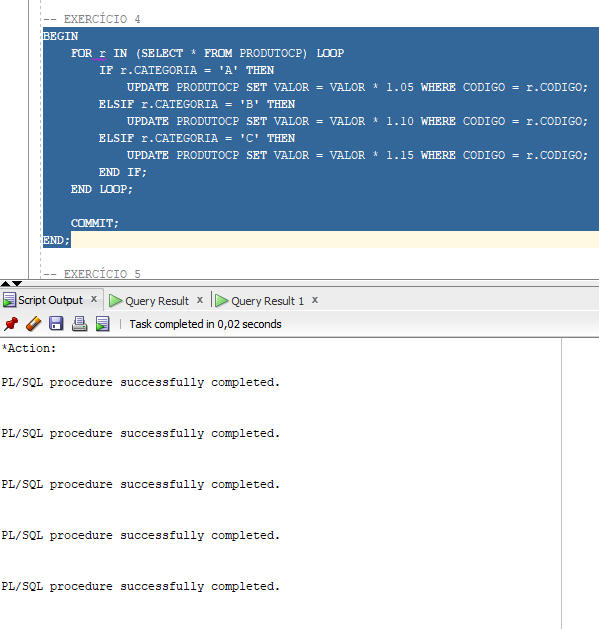 -- EXERCÍCIO 4
BEGIN
    FOR r IN (SELECT * FROM PRODUTOCP) LOOP
        IF r.CATEGORIA = 'A' THEN
            UPDATE PRODUTOCP SET VALOR = VALOR * 1.05 WHERE CODIGO = r.CODIGO;
        ELSIF r.CATEGORIA = 'B' THEN
            UPDATE PRODUTOCP SET VALOR = VALOR * 1.10 WHERE CODIGO = r.CODIGO;
        ELSIF r.CATEGORIA = 'C' THEN
            UPDATE PRODUTOCP SET VALOR = VALOR * 1.15 WHERE CODIGO = r.CODIGO;
        END IF;
    END LOOP;
    COMMIT;
END;
-- EXERCÍCIO 5
Script Output x Query Result x Query Result 1 x
Task completed in 0,02 seconds
*Action:
PL/SQL procedure successfully completed.
PL/SQL procedure successfully completed.
PL/SQL procedure successfully completed.
PL/SQL procedure successfully completed.
PL/SQL procedure successfully completed.